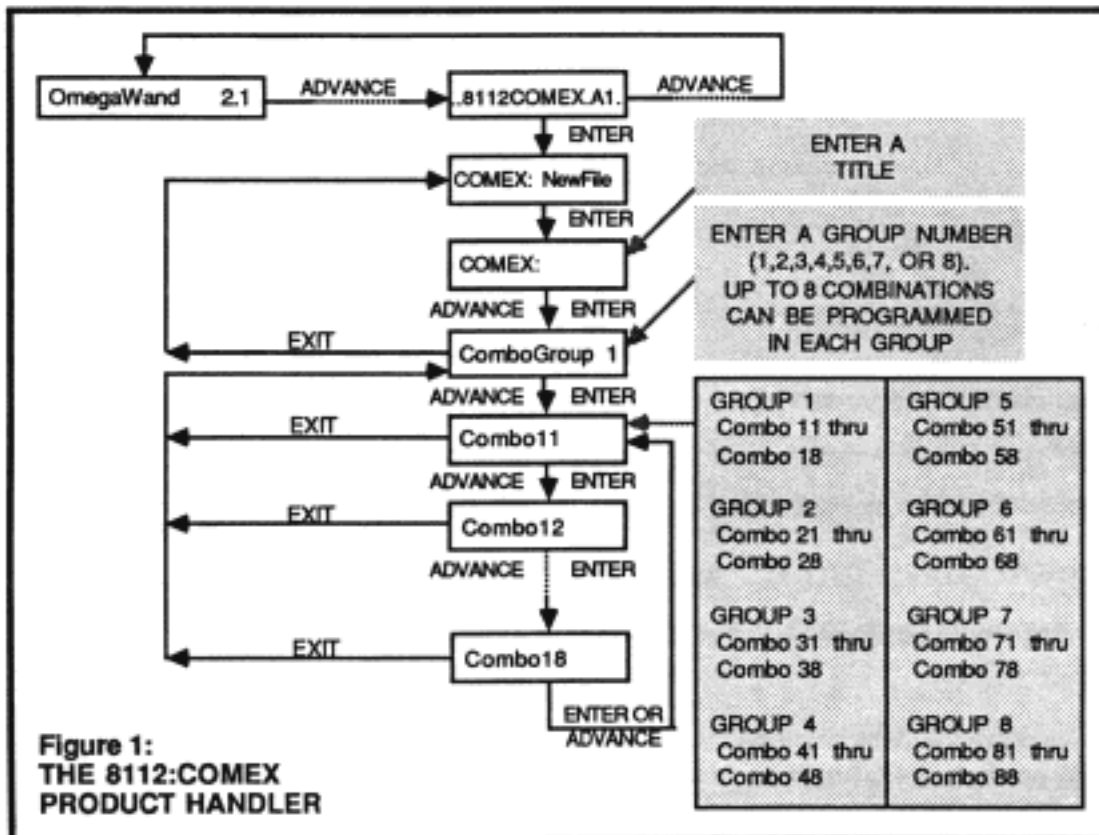 OmegaWand 2.1
ADVANCE
..8112COMEX.A1.
ADVANCE
ENTER
COMEX: NewFile
ENTER
COMEX:
ADVANCE ENTER
EXIT
ComboGroup 1
ADVANCE ENTER
EXIT
Combo11
ADVANCE ENTER
EXIT
Combo12
ADVANCE ENTER
EXIT
Combo18
ENTER OR
ADVANCE
ENTER A
TITLE
ENTER A GROUP NUMBER
(1,2,3,4,5,6,7, OR 8).
UP TO 8 COMBINATIONS
CAN BE PROGRAMMED
IN EACH GROUP
GROUP 1
Combo 11 thru
Combo 18
GROUP 2
Combo 21 thru
Combo 28
GROUP 3
Combo 31 thru
Combo 38
GROUP 4
Combo 41 thru
Combo 48
GROUP 5
Combo 51 thru
Combo 58
GROUP 6
Combo 61 thru
Combo 68
GROUP 7
Combo 71 thru
Combo 78
GROUP 8
Combo 81 thru
Combo 88
Figure 1:
THE 8112:COMEX
PRODUCT HANDLER